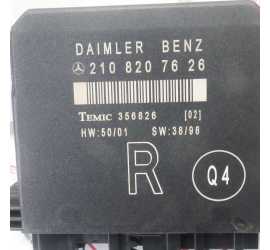 DAIMLER BENZ
210 820 76 26
TEMIC 356826 [02]
HW:50/01 SW:38/98
R
Q4